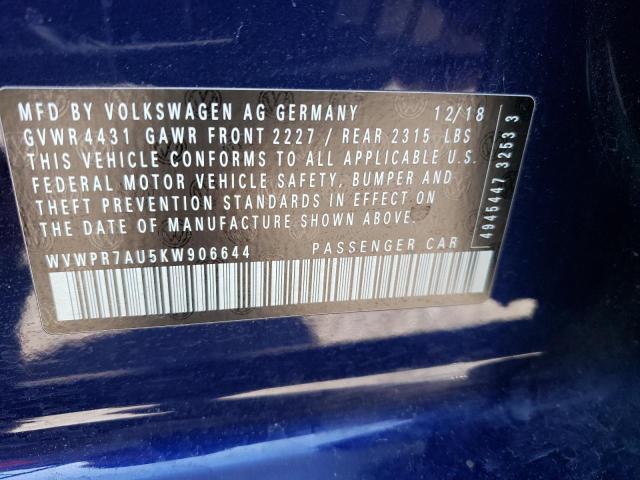 MFD BY VOLKSWAGEN AG GERMANY 12/18
GVWR 4431 GAWR FRONT 2227 / REAR 2315 LBS
THIS VEHICLE CONFORMS TO ALL APPLICABLE U.S.
FEDERAL MOTOR VEHICLE SAFETY, BUMPER AND
THEFT PREVENTION STANDARDS IN EFFECT ON
THE DATE OF MANUFACTURE SHOWN ABOVE.
WVWPR7AU5KW906644 PASSENGER CAR
4945447 3253 3